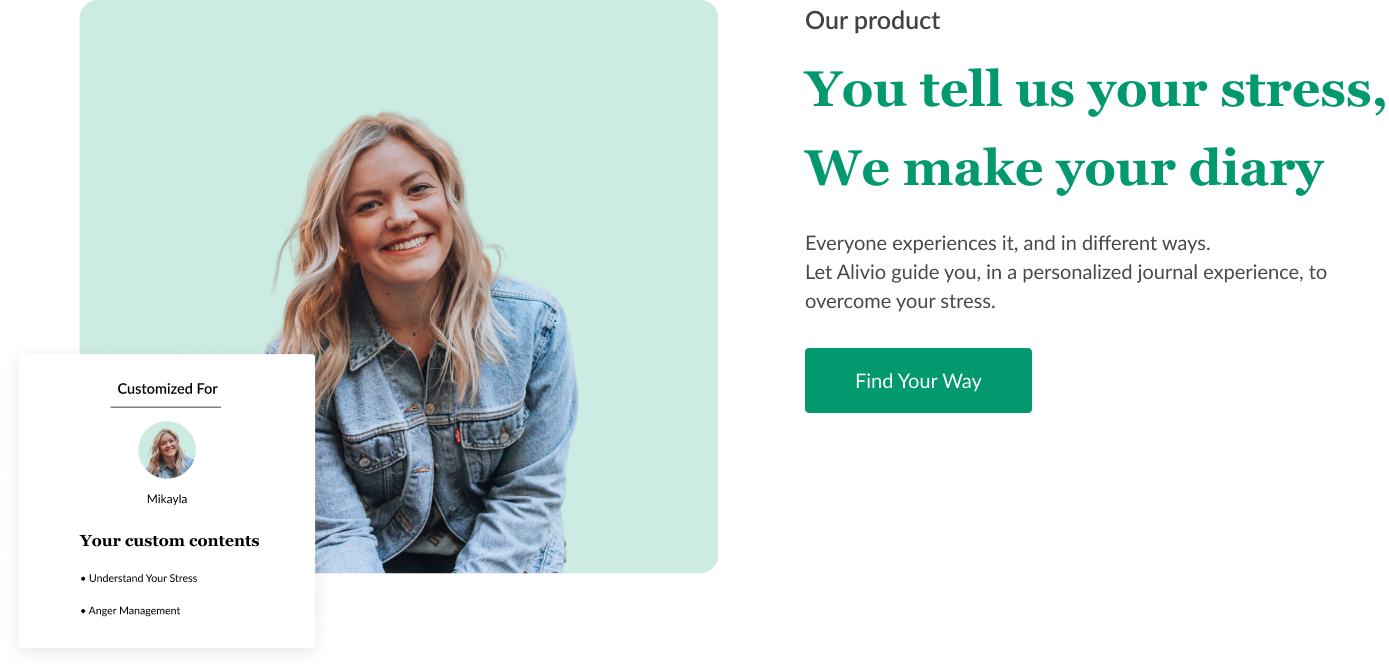 Our product
You tell us your stress,
We make your diary
Everyone experiences it, and in different ways.
Let Alivio guide you, in a personalized journal experience, to
overcome your stress.
Find Your Way
Customized For
Mikayla
Your custom contents
• Understand Your Stress
• Anger Management